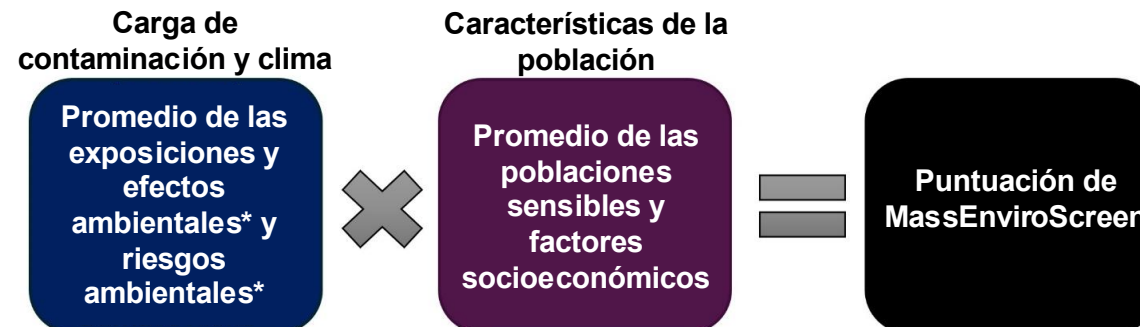 Carga de
contaminación y clima
Promedio de las
exposiciones y
efectos
ambientales* y
riesgos
ambientales*
Características de la
población
Promedio de las
poblaciones
sensibles y
factores
socioeconómicos
Puntuación de
MassEnviroScreen